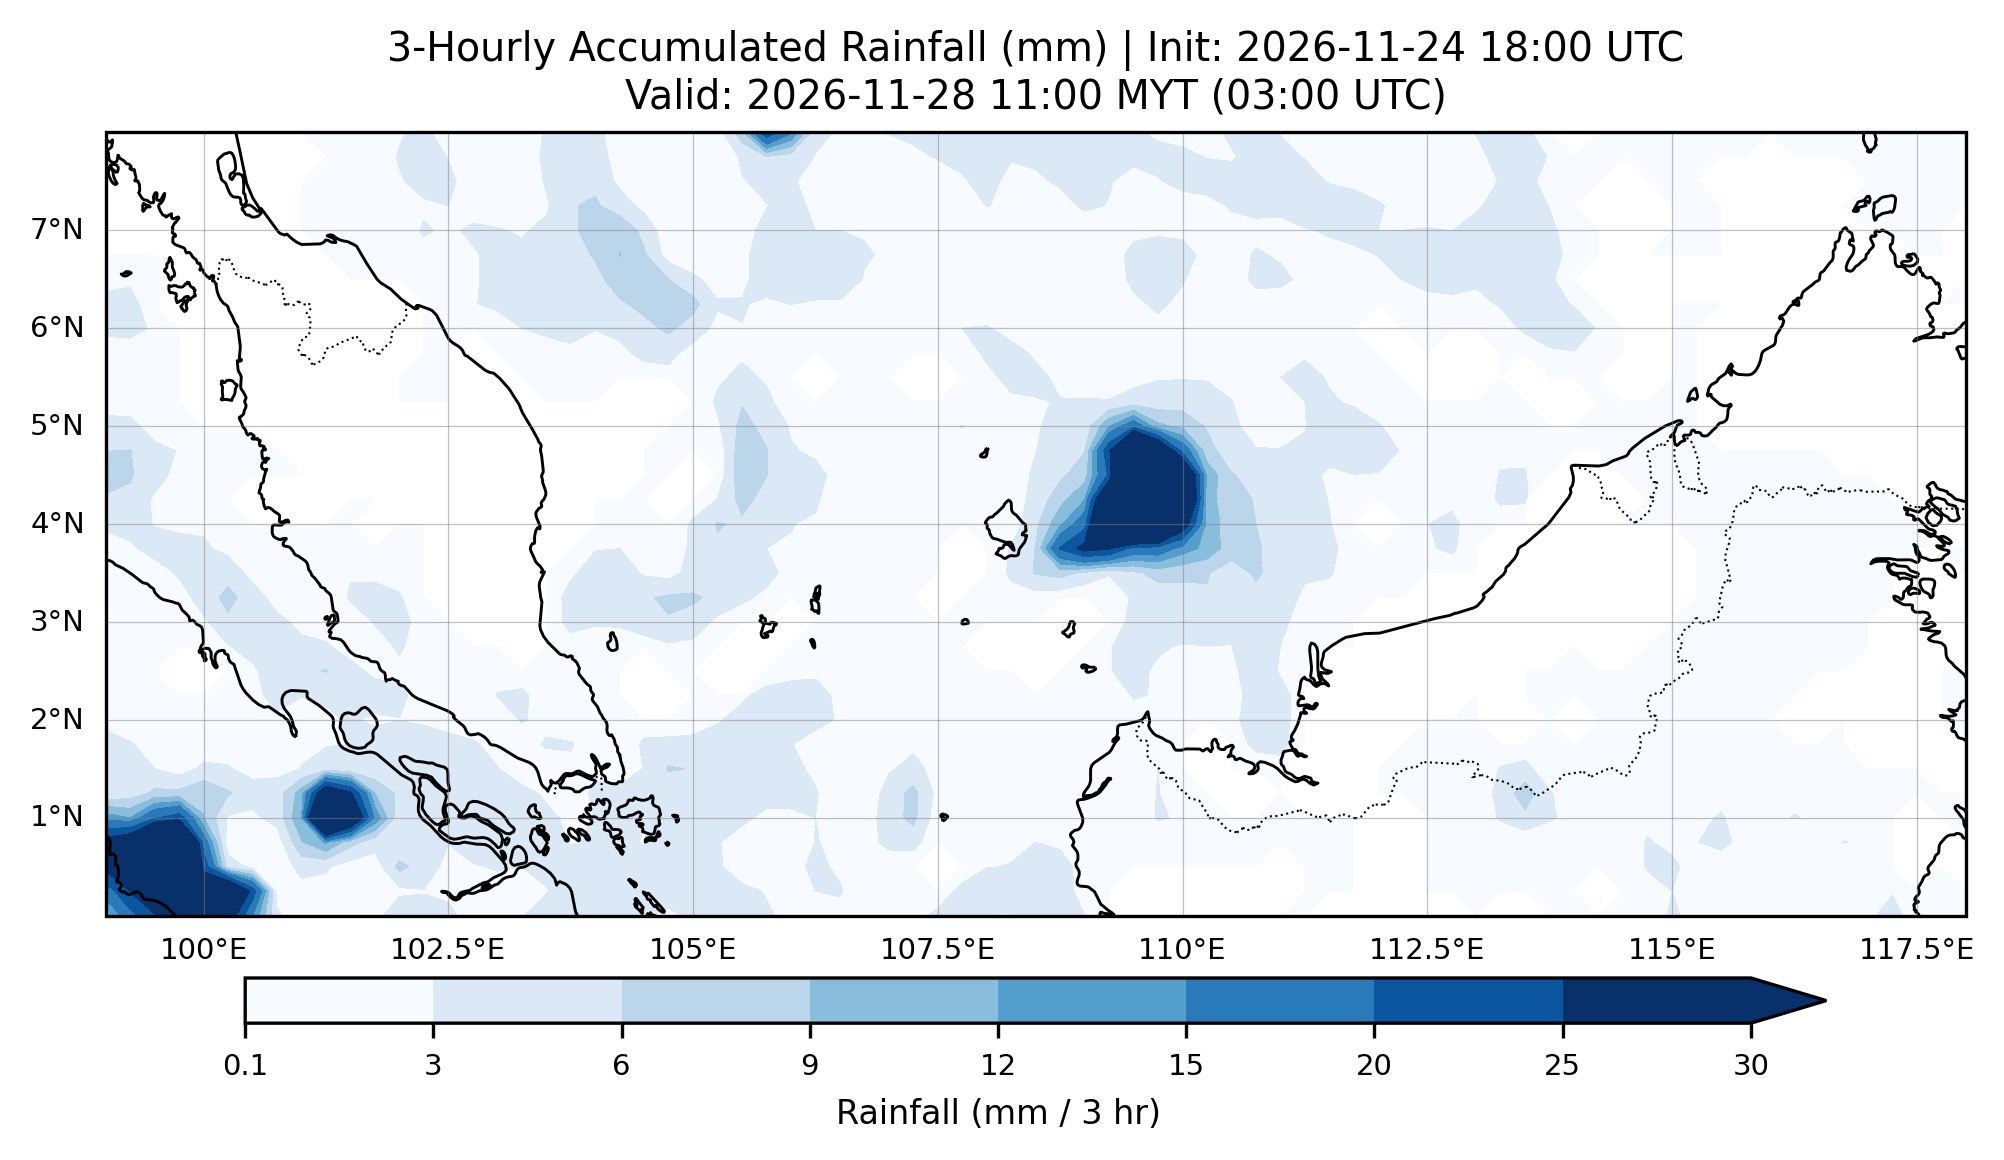 3-Hourly Accumulated Rainfall (mm) | Init: 2026-11-24 18:00 UTC
Valid: 2026-11-28 11:00 MYT (03:00 UTC)
7°N
6°N
5°N
4°N
3°N
2°N
1°N
100°E 102.5°E 105°E 107.5°E 110°E 112.5°E 115°E 117.5°E
0.1 3 6 9 12 15 20 25 30
Rainfall (mm / 3 hr)